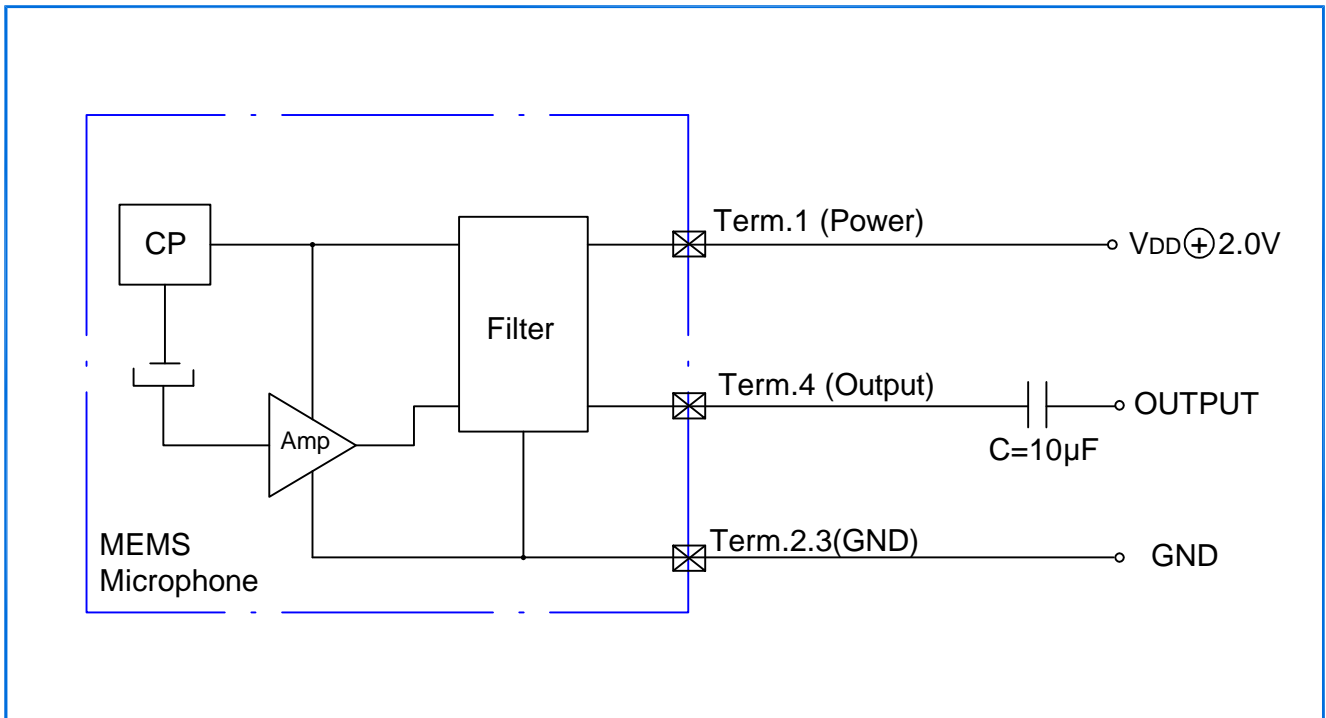 Term.1 (Power)
CP
VDD⊕2.0V
Filter
Term.4 (Output)
OUTPUT
Amp
C=10µF
MEMS
Microphone
Term.2.3(GND)
GND